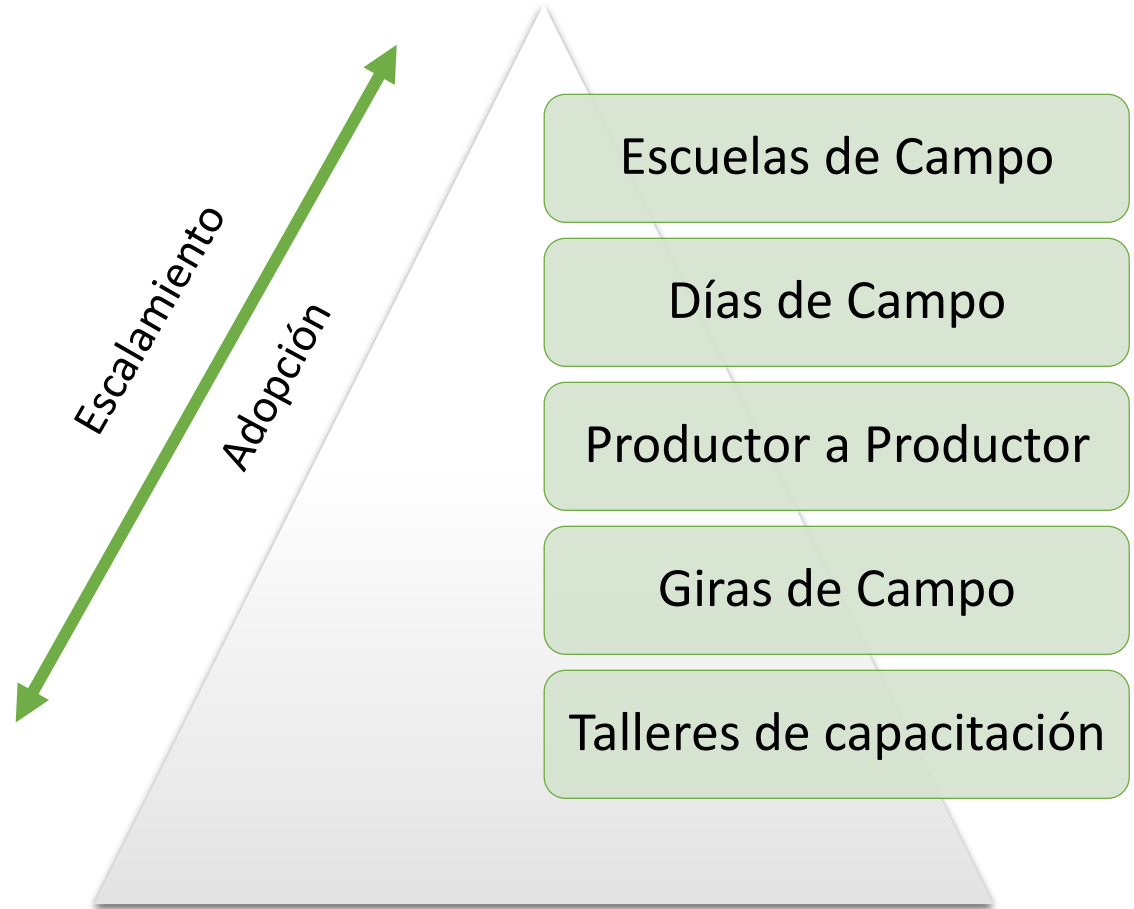 Escalamiento
Adopción
Escuelas de Campo
Días de Campo
Productor a Productor
Giras de Campo
Talleres de capacitación